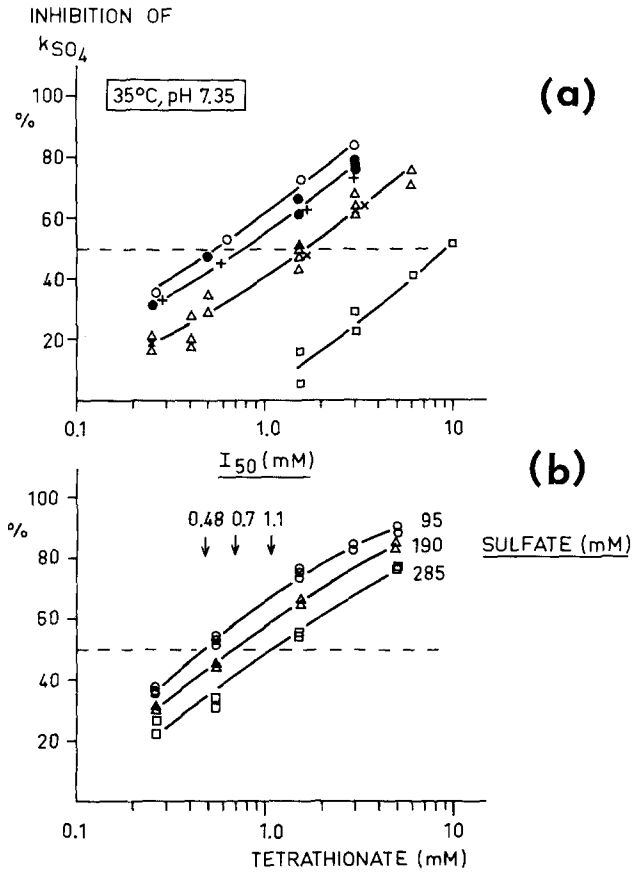 INHIBITION OF
kSO4
(a)
35°C, pH 7.35
100
%
80
60
40
20
0.1 1.0 10
I50 (mM)
(b)
100
%
0.48 0.7 1.1
95
190 SULFATE (mM)
285
80
60
40
20
0.1 1.0 10
TETRATHIONATE (mM)